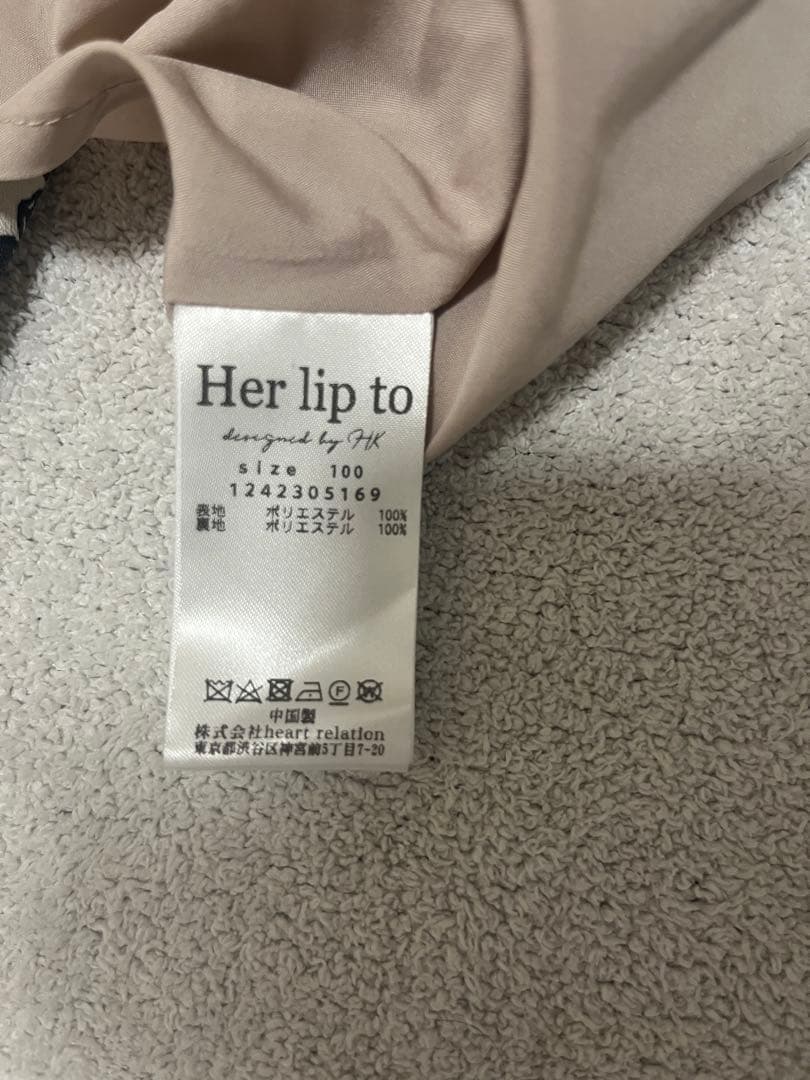 Her lip to
designed by HK
size 100
1242305169
表地 ポリエステル 100%
裏地 ポリエステル 100%
中国製
株式会社heart relation
東京都渋谷区神宮前5丁目7-20